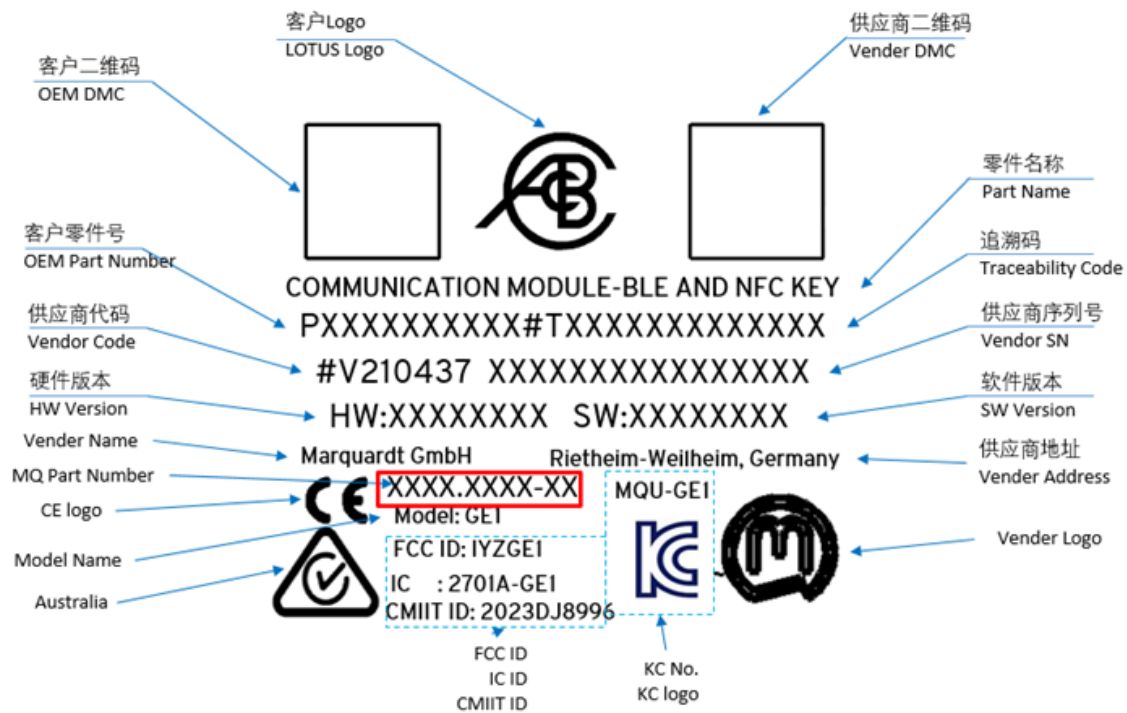 客户Logo
LOTUS Logo
供应商二维码
Vender DMC
客户二维码
OEM DMC
零件名称
Part Name
客户零件号
OEM Part Number
追溯码
Traceability Code
COMMUNICATION MODULE-BLE AND NFC KEY
供应商代码
Vendor Code
PXXXXXXXXXX#TXXXXXXXXXXXXX
供应商序列号
Vendor SN
#V210437 XXXXXXXXXXXXXXXX
硬件版本
HW Version
HW:XXXXXXXX SW:XXXXXXXX
软件版本
SW Version
Vender Name
Marquardt GmbH
Rietheim-Weilheim, Germany
供应商地址
Vender Address
MQ Part Number
XXXX.XXXX-XX
MQU-GE1
CE logo
CE
Model: GE1
Model Name
FCC ID: IYZGE1
Vender Logo
Australia
IC : 2701A-GE1
CMIIT ID: 2023DJ8996
FCC ID
IC ID
CMIIT ID
KC No.
KC logo